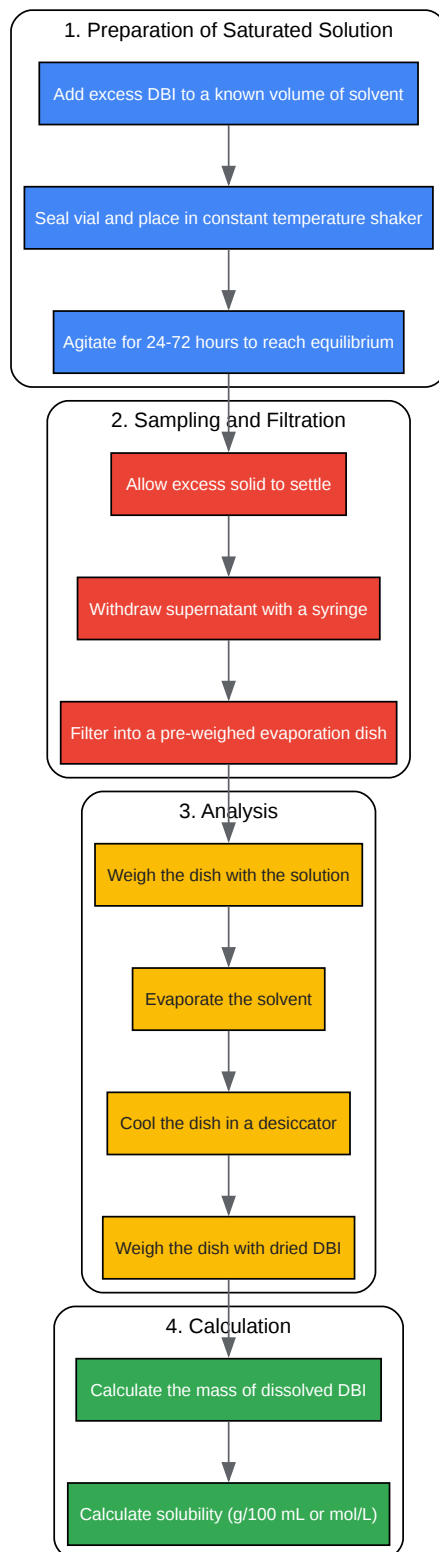 1. Preparation of Saturated Solution
Add excess DBI to a known volume of solvent
Seal vial and place in constant temperature shaker
Agitate for 24-72 hours to reach equilibrium
2. Sampling and Filtration
Allow excess solid to settle
Withdraw supernatant with a syringe
Filter into a pre-weighed evaporation dish
3. Analysis
Weigh the dish with the solution
Evaporate the solvent
Cool the dish in a desiccator
Weigh the dish with dried DBI
4. Calculation
Calculate the mass of dissolved DBI
Calculate solubility (g/100 mL or mol/L)